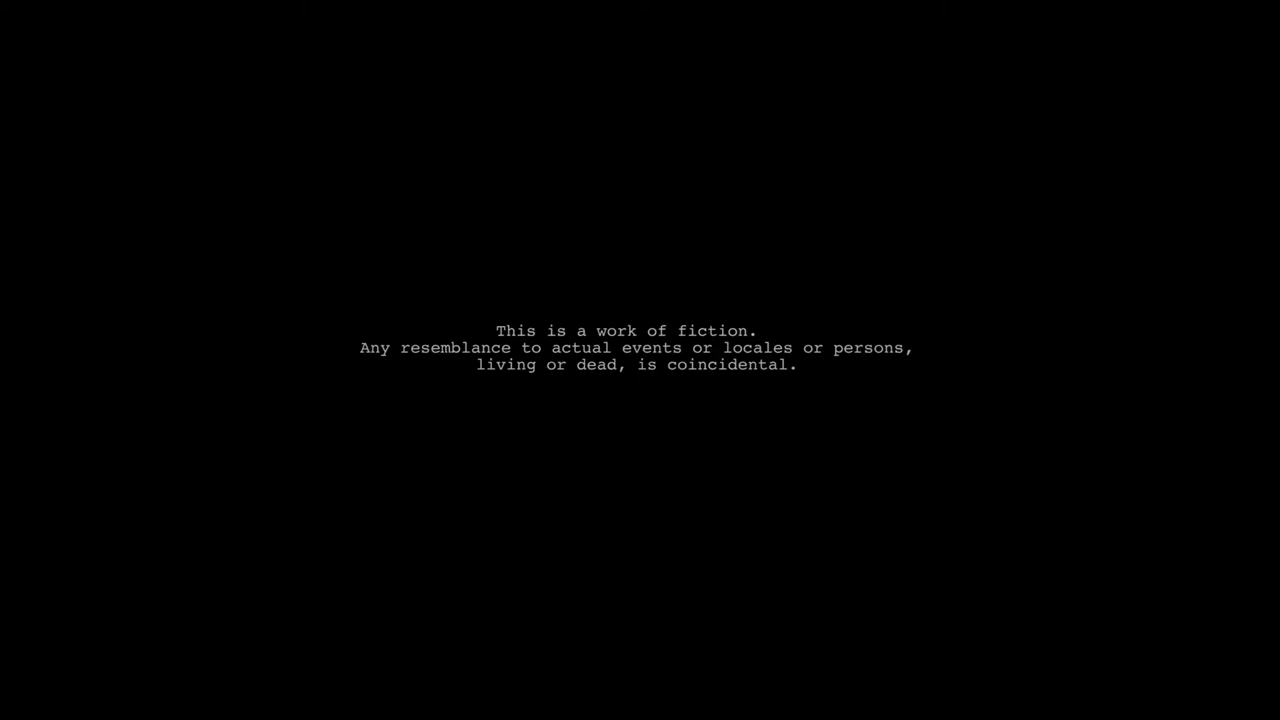 This is a work of fiction.
Any resemblance to actual events or locales or persons,
living or dead, is coincidental.